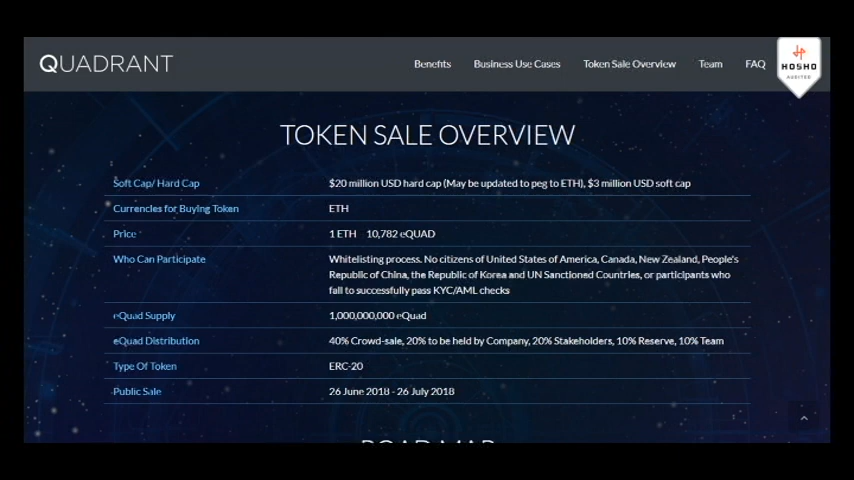 QUADRANT
Benefits Business Use Cases Token Sale Overview Team FAQ
HOSHO
AUDITED
TOKEN SALE OVERVIEW
Soft Cap/ Hard Cap $20 million USD hard cap (May be updated to peg to ETH), $3 million USD soft cap
Currencies for Buying Token ETH
Price 1 ETH 10,782 eQUAD
Who Can Participate Whitelisting process. No citizens of United States of America, Canada, New Zealand, People's
Republic of China, the Republic of Korea and UN Sanctioned Countries, or participants who
fall to successfully pass KYC/AML checks
eQuad Supply 1,000,000,000 eQuad
eQuad Distribution 40% Crowd-sale, 20% to be held by Company, 20% Stakeholders, 10% Reserve, 10% Team
Type Of Token ERC-20
Public Sale 26 June 2018 - 26 July 2018
ROAD MAP